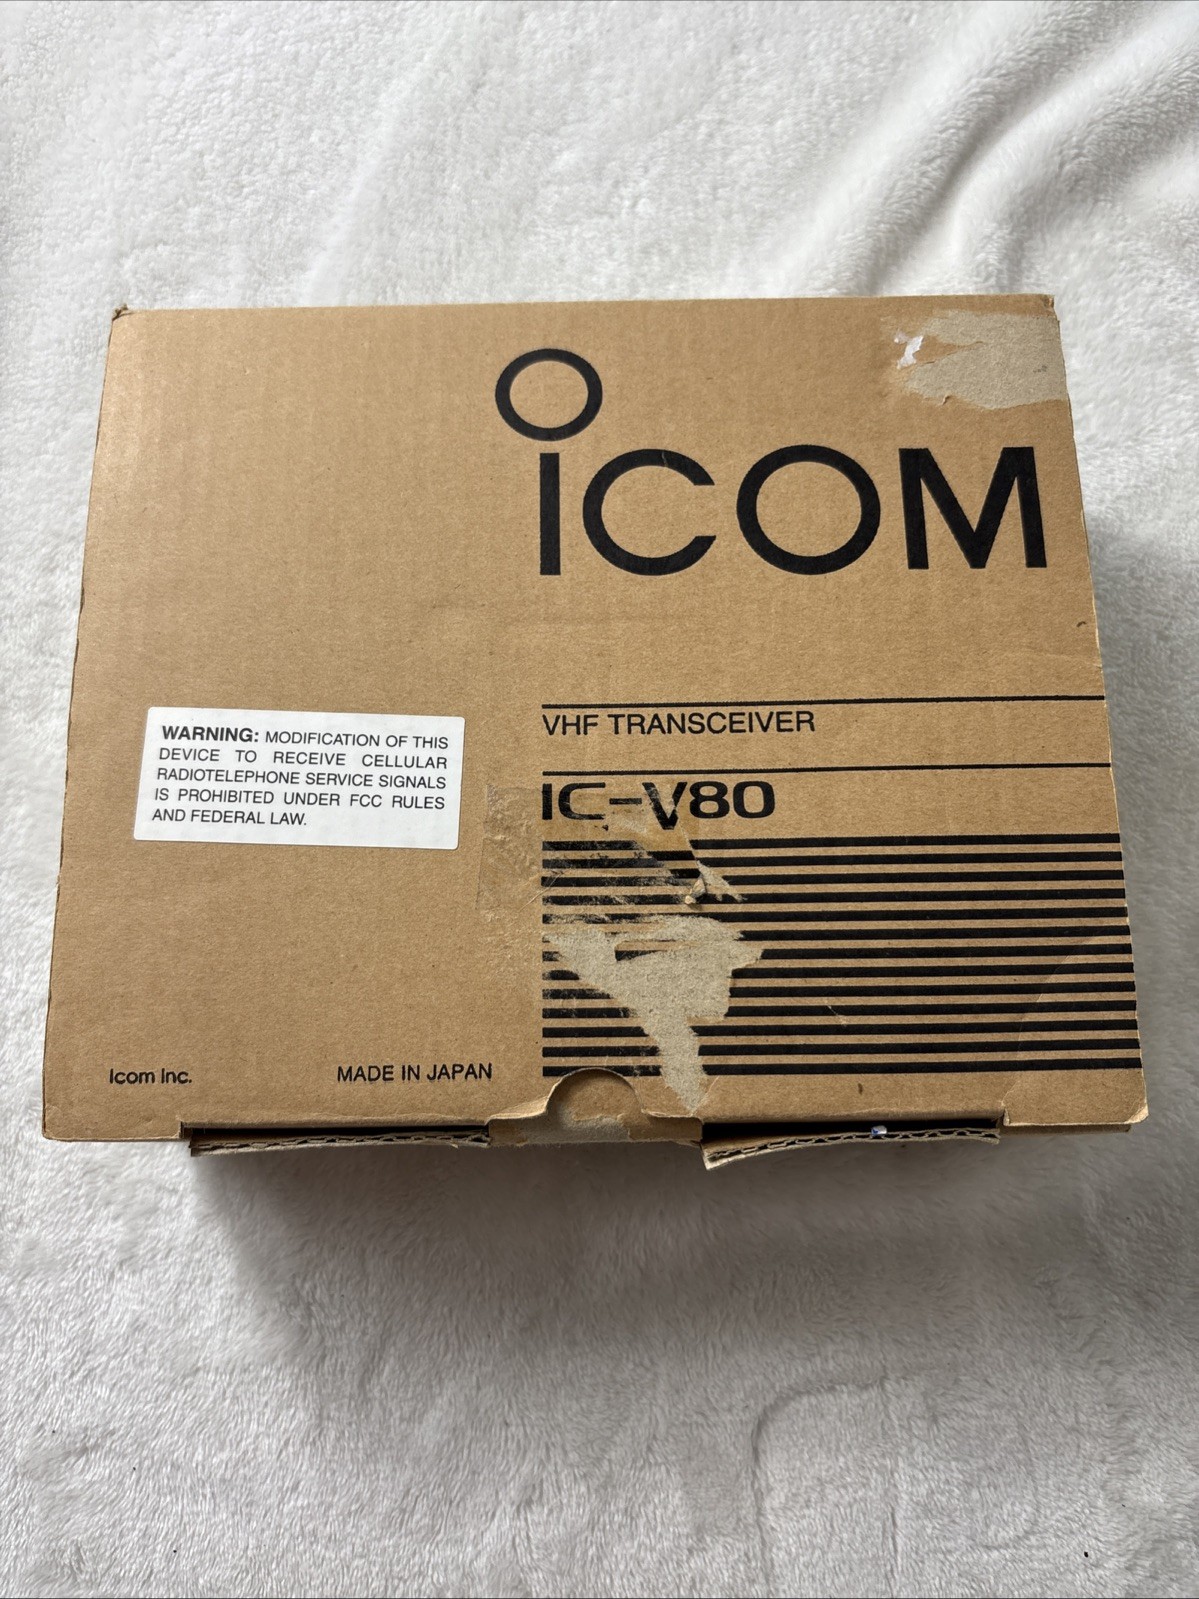 iCOM
VHF TRANSCEIVER
IC-V80
WARNING: MODIFICATION OF THIS
DEVICE TO RECEIVE CELLULAR
RADIOTELEPHONE SERVICE SIGNALS
IS PROHIBITED UNDER FCC RULES
AND FEDERAL LAW.
Icom Inc.
MADE IN JAPAN